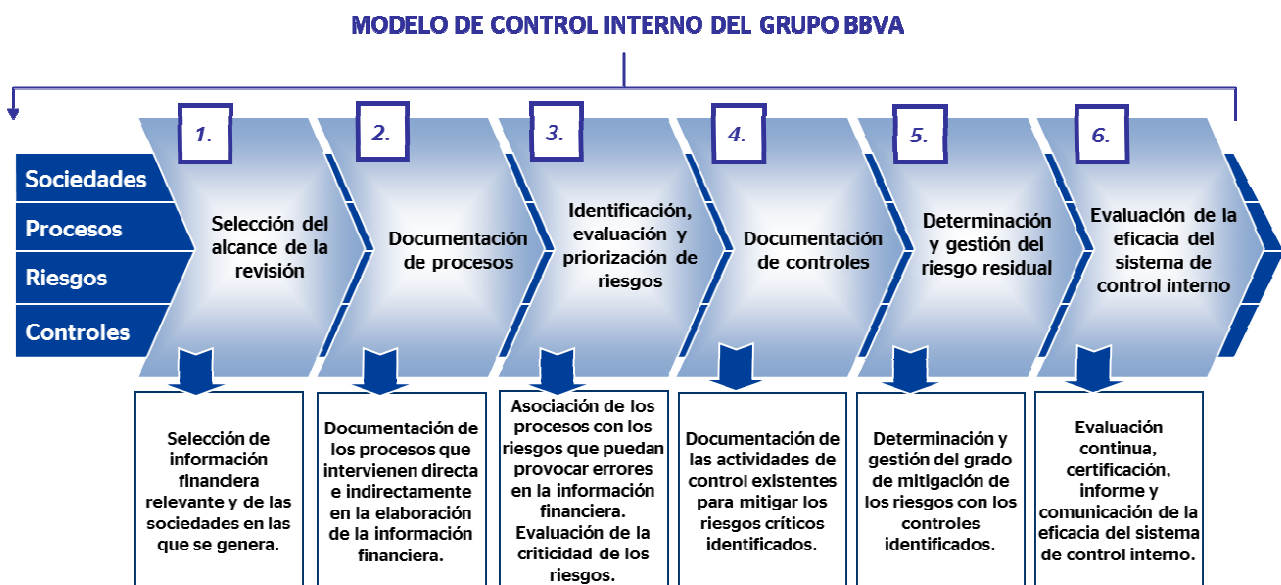 MODELO DE CONTROL INTERNO DEL GRUPO BBVA
Sociedades
Procesos
Riesgos
Controles
1.
Selección del
alcance de la
revisión
2.
Documentación
de procesos
3.
Identificación,
evaluación y
priorización de
riesgos
4.
Documentación
de controles
5.
Determinación
y gestión del
riesgo residual
6.
Evaluación de la
eficacia del
sistema de
control interno
Selección de
información
financiera
relevante y de las
sociedades en las
que se genera.
Documentación de
los procesos que
intervienen directa
e indirectamente
en la elaboración
de la información
financiera.
Asociación de los
procesos con los
riesgos que puedan
provocar errores
en la información
financiera.
Evaluación de la
criticidad de los
riesgos.
Documentación de
las actividades de
control existentes
para mitigar los
riesgos críticos
identificados.
Determinación y
gestión del grado
de mitigación de
los riesgos con los
controles
identificados.
Evaluación
continua,
certificación,
informe y
comunicación de la
eficacia del sistema
de control interno.